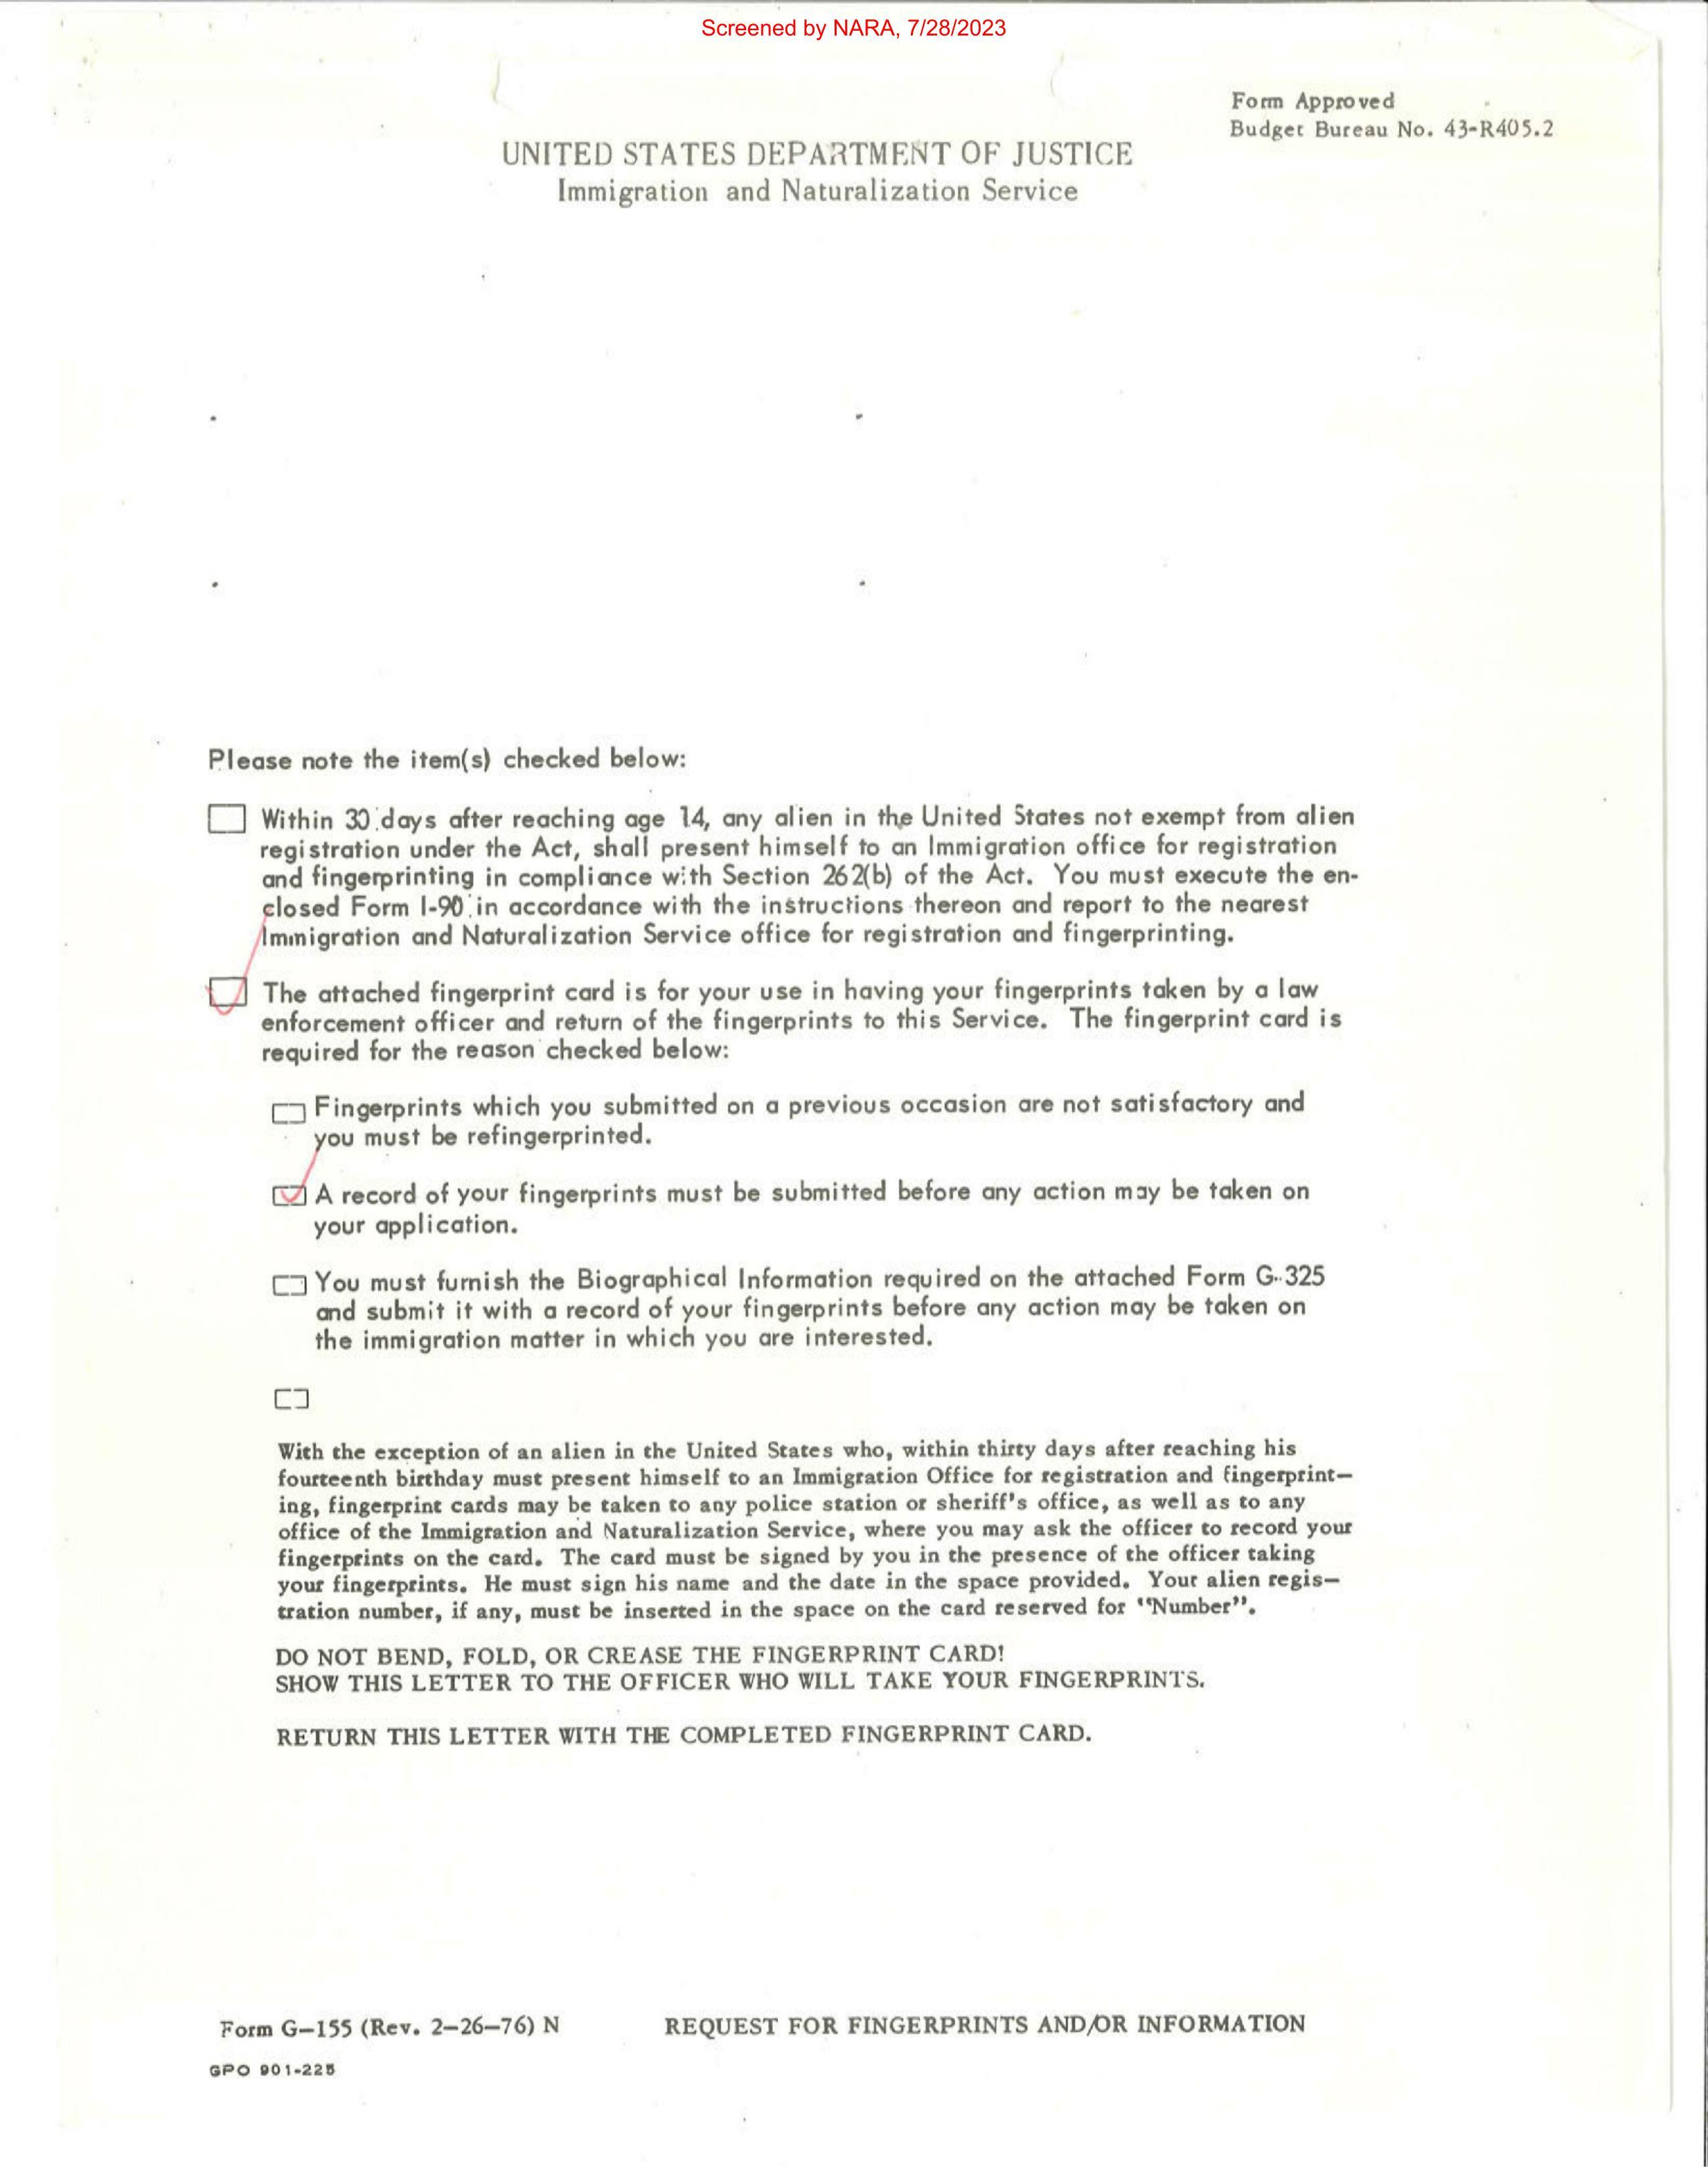 Screened by NARA, 7/28/2023
Form Approved
Budget Bureau No. 43-R405.2
UNITED STATES DEPARTMENT OF JUSTICE
Immigration and Naturalization Service
Please note the item(s) checked below:
Within 30 days after reaching age 14, any alien in the United States not exempt from alien
registration under the Act, shall present himself to an Immigration office for registration
and fingerprinting in compliance with Section 262(b) of the Act. You must execute the en-
closed Form I-90 in accordance with the instructions thereon and report to the nearest
Immigration and Naturalization Service office for registration and fingerprinting.
The attached fingerprint card is for your use in having your fingerprints taken by a law
enforcement officer and return of the fingerprints to this Service. The fingerprint card is
required for the reason checked below:
Fingerprints which you submitted on a previous occasion are not satisfactory and
you must be refingerprinted.
A record of your fingerprints must be submitted before any action may be taken on
your application.
You must furnish the Biographical Information required on the attached Form G-325
and submit it with a record of your fingerprints before any action may be taken on
the immigration matter in which you are interested.
With the exception of an alien in the United States who, within thirty days after reaching his
fourteenth birthday must present himself to an Immigration Office for registration and fingerprint—
ing, fingerprint cards may be taken to any police station or sheriff's office, as well as to any
office of the Immigration and Naturalization Service, where you may ask the officer to record your
fingerprints on the card. The card must be signed by you in the presence of the officer taking
your fingerprints. He must sign his name and the date in the space provided. Your alien regis—
tration number, if any, must be inserted in the space on the card reserved for "Number".
DO NOT BEND, FOLD, OR CREASE THE FINGERPRINT CARD!
SHOW THIS LETTER TO THE OFFICER WHO WILL TAKE YOUR FINGERPRINTS.
RETURN THIS LETTER WITH THE COMPLETED FINGERPRINT CARD.
Form G—155 (Rev. 2—26—76) N REQUEST FOR FINGERPRINTS AND/OR INFORMATION
GPO 901-225